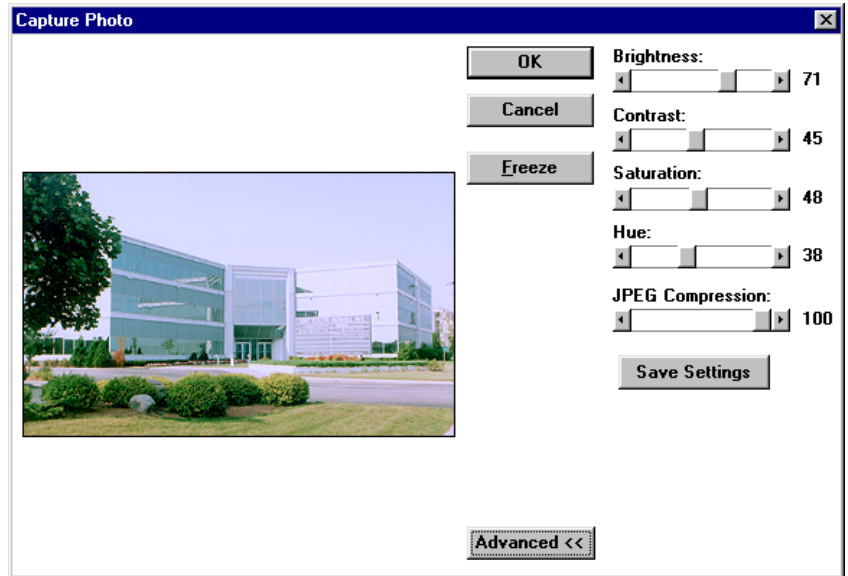 Capture Photo
OK
Cancel
Freeze
Advanced <<
Brightness:
71
Contrast:
45
Saturation:
48
Hue:
38
JPEG Compression:
100
Save Settings